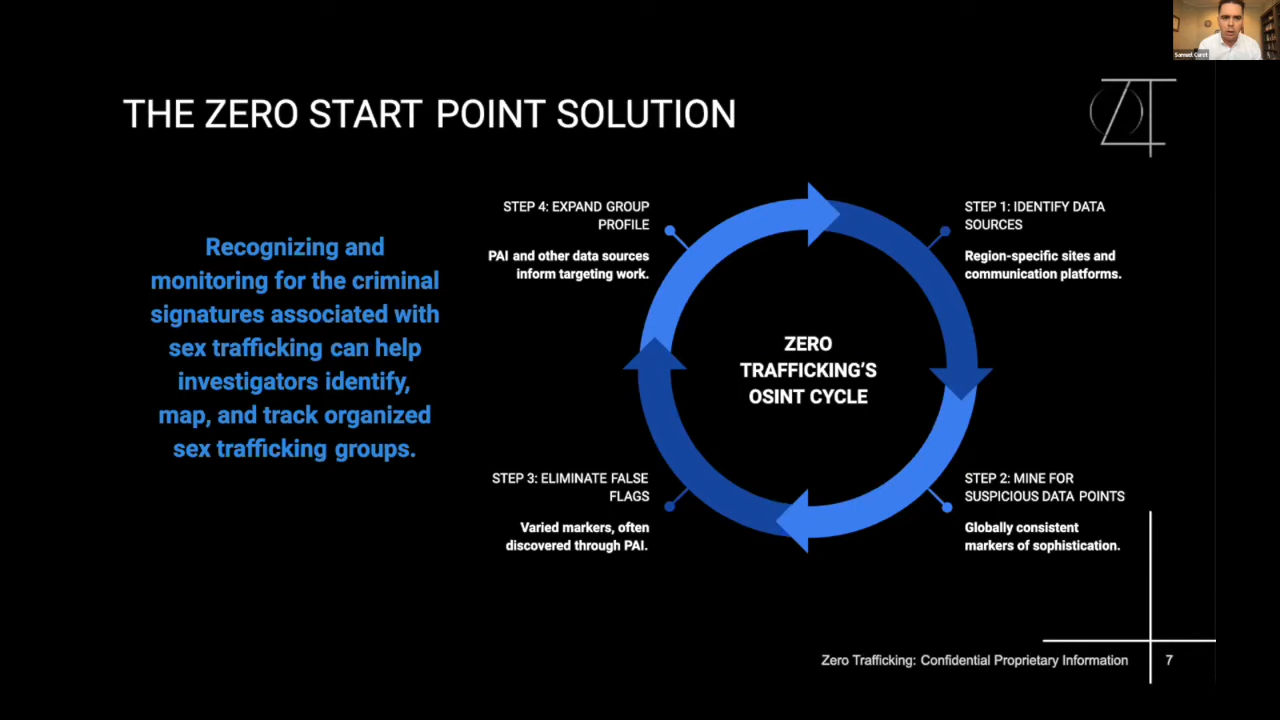 THE ZERO START POINT SOLUTION
Recognizing and
monitoring for the criminal
signatures associated with
sex trafficking can help
investigators identify,
map, and track organized
sex trafficking groups.
STEP 4: EXPAND GROUP
PROFILE
PAI and other data sources
inform targeting work.
STEP 1: IDENTIFY DATA
SOURCES
Region-specific sites and
communication platforms.
ZERO
TRAFFICKING'S
OSINT CYCLE
STEP 3: ELIMINATE FALSE
FLAGS
Varied markers, often
discovered through PAI.
STEP 2: MINE FOR
SUSPICIOUS DATA POINTS
Globally consistent
markers of sophistication.
Zero Trafficking: Confidential Proprietary Information
7
ZT
Samuel